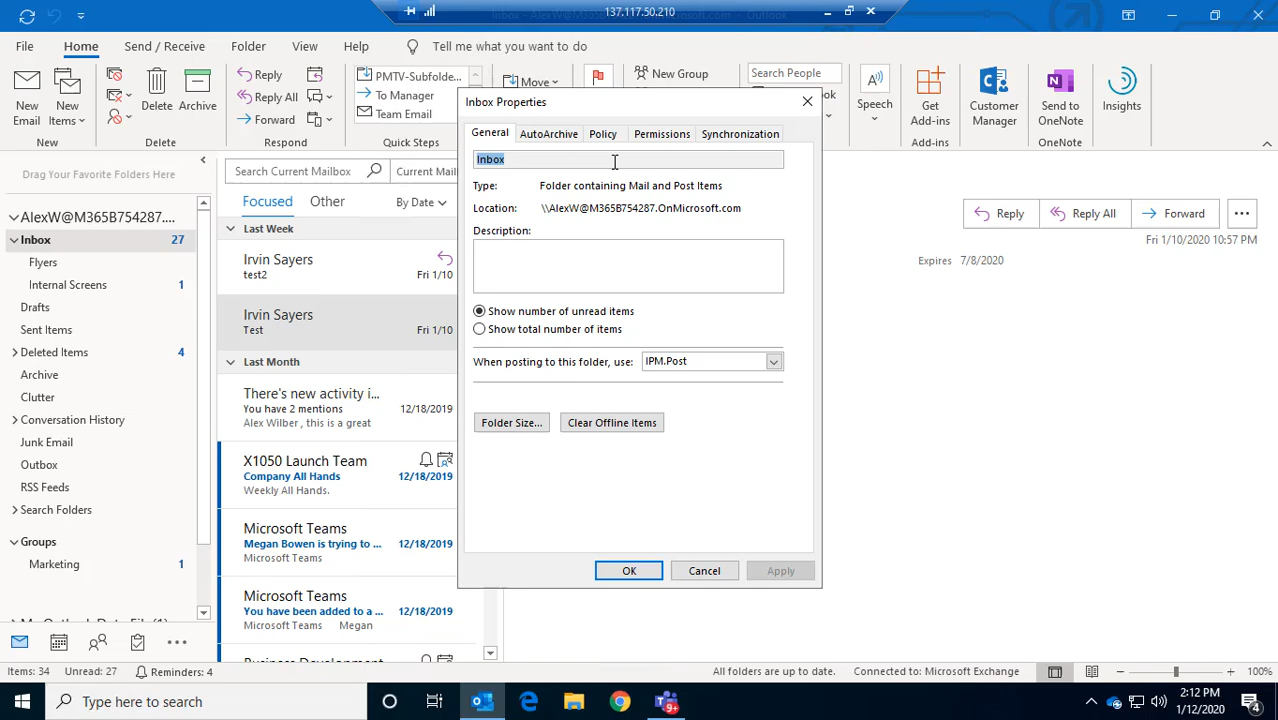 137.117.50.210
File Home Send / Receive Folder View Help Tell me what you want to do
New Email
New Items
New
Delete
Archive
Delete
Reply
Reply All
Forward
Respond
PMTV-Subfolde...
To Manager
Team Email
Quick Steps
Move
New Group
Search People
Speech
Get Add-ins
Add-ins
Customer Manager
Send to OneNote
OneNote
Insights
Drag Your Favorite Folders Here
AlexW@M365B754287....
Inbox 27
Flyers
Internal Screens 1
Drafts
Sent Items
Deleted Items 4
Archive
Clutter
Conversation History
Junk Email
Outbox
RSS Feeds
Search Folders
Groups
Marketing 1
Search Current Mailbox
Current Mail
Focused Other By Date
Last Week
Irvin Sayers
test2 Fri 1/10
Irvin Sayers
Test Fri 1/10
Last Month
There's new activity i...
You have 2 mentions 12/18/2019
Alex Wilber , this is a great
X1050 Launch Team
Company All Hands 12/18/2019
Weekly All Hands.
Microsoft Teams
Megan Bowen is trying to ... 12/18/2019
Microsoft Teams
Microsoft Teams
You have been added to a ... 12/18/2019
Microsoft Teams Megan
Inbox Properties
General AutoArchive Policy Permissions Synchronization
Inbox
Type: Folder containing Mail and Post Items
Location: \\AlexW@M365B754287.OnMicrosoft.com
Description:
Show number of unread items
Show total number of items
When posting to this folder, use: IPM.Post
Folder Size... Clear Offline Items
OK Cancel Apply
Reply Reply All Forward
Fri 1/10/2020 10:57 PM
Expires 7/8/2020
Items: 34 Unread: 27 Reminders: 4 All folders are up to date. Connected to: Microsoft Exchange 100%
Type here to search
9+
2:12 PM
1/12/2020
4